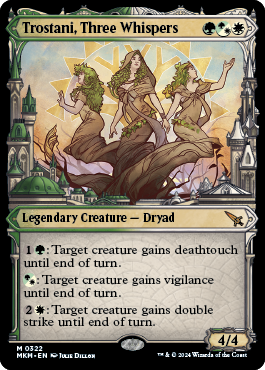 Trostani, Three Whispers
Legendary Creature — Dryad
1 : Target creature gains deathtouch
until end of turn.
: Target creature gains vigilance
until end of turn.
2 : Target creature gains double
strike until end of turn.
M 0322
MKM • EN JULIE DILLON
4/4
™ & © 2024 Wizards of the Coast